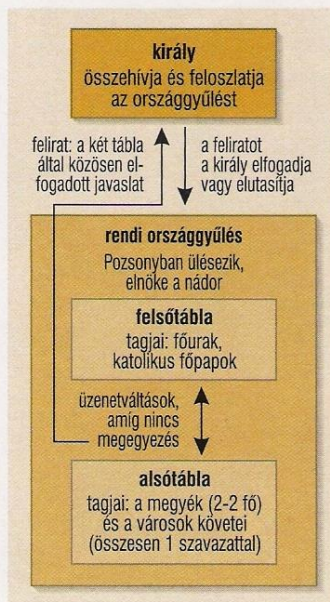 király
összehívja és feloszlatja
az országgyűlést
felirat: a két tábla
által közösen el-
fogadott javaslat
a feliratot
a király elfogadja
vagy elutasítja
rendi országgyűlés
Pozsonyban ülésezik,
elnöke a nádor
felsőtábla
tagjai: főurak,
katolikus főpapok
üzenetváltások,
amíg nincs
megegyezés
alsótábla
tagjai: a megyék (2-2 fő)
és a városok követei
(összesen 1 szavazattal)